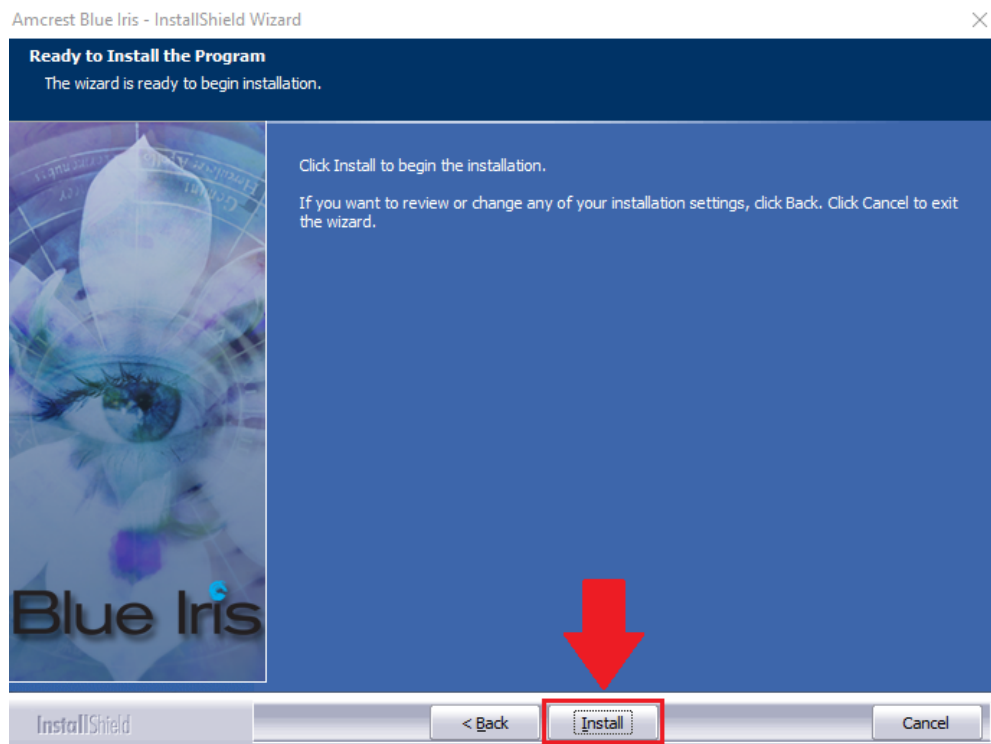 Amcrest Blue Iris - InstallShield Wizard
Ready to Install the Program
The wizard is ready to begin installation.
Click Install to begin the installation.
If you want to review or change any of your installation settings, click Back. Click Cancel to exit
the wizard.
Blue Iris
InstallShield
< Back
Install
Cancel